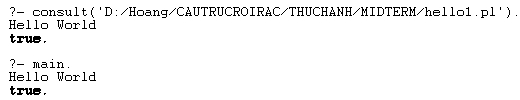 ?- consult('D:/Hoang/CAUTRUCROIRAC/THUCHANH/MIDTERM/hello1.pl').
Hello World
true.
?- main.
Hello World
true.